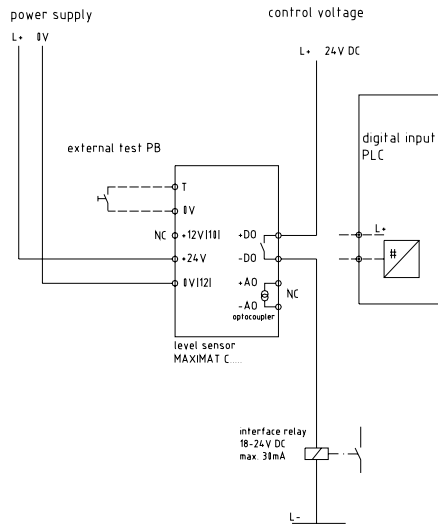 power supply
control voltage
L+ 0V
L+ 24V DC
digital input
PLC
external test PB
T
0V
L+
NC +12V|10| +DO
+24V -DO
#
0V|12| +AO
NC
-AO
optocoupler
level sensor
MAXIMAT C.....
interface relay
18-24V DC
max. 30mA
L-